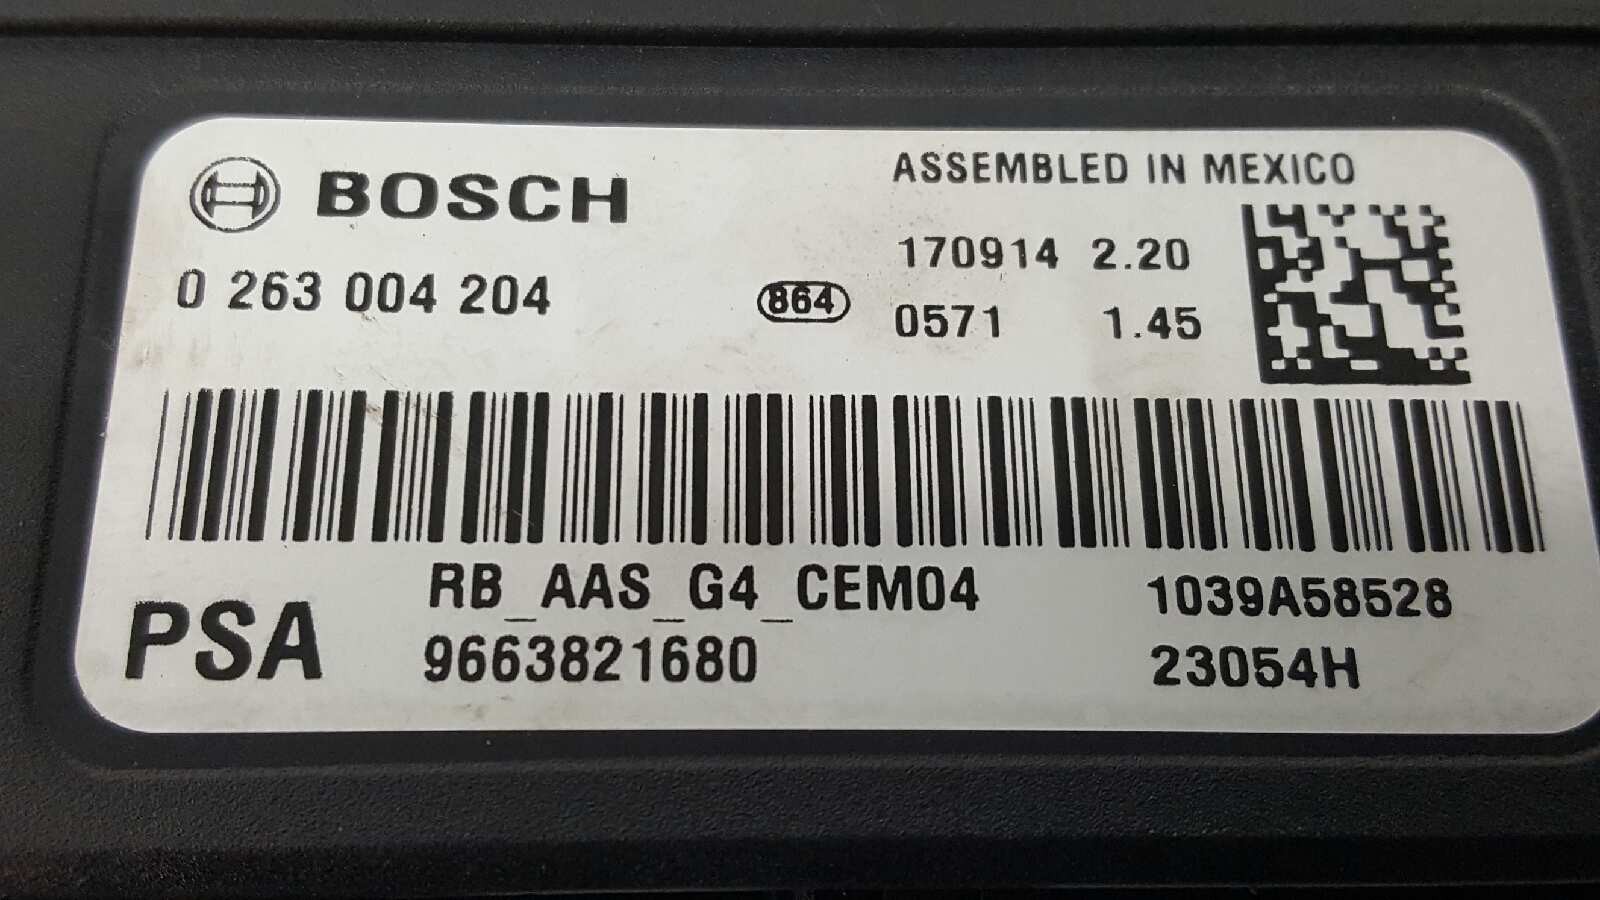 BOSCH
ASSEMBLED IN MEXICO
170914 2.20
0 263 004 204
864
0571 1.45
RB_AAS_G4_CEM04
1039A58528
PSA
9663821680
23054H